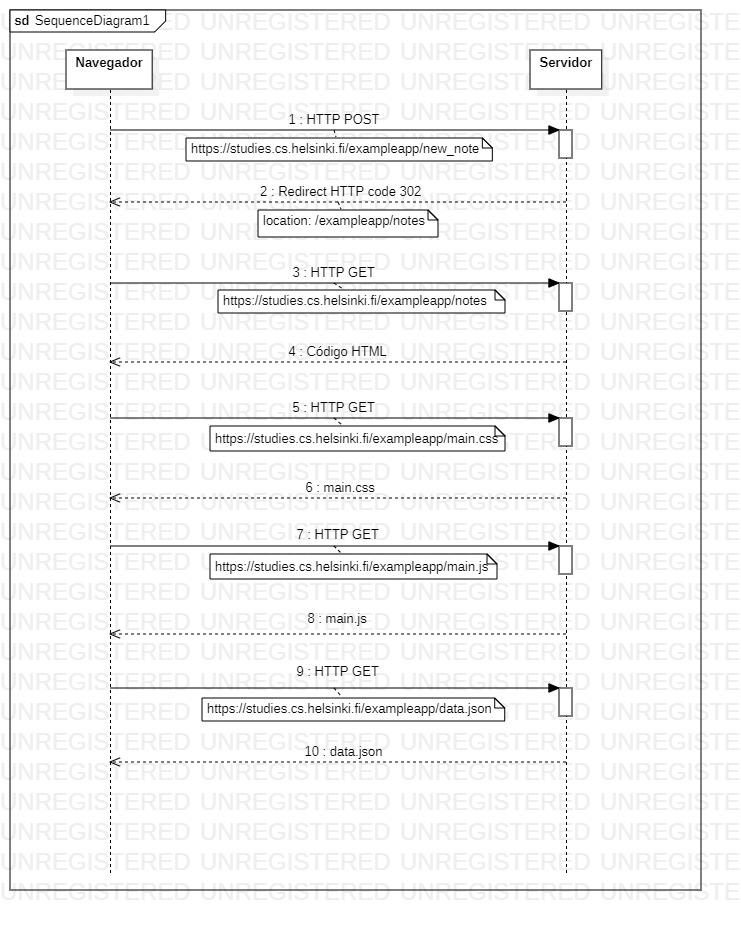 sd SequenceDiagram1
Navegador
Servidor
1 : HTTP POST
https://studies.cs.helsinki.fi/exampleapp/new_note
2 : Redirect HTTP code 302
location: /exampleapp/notes
3 : HTTP GET
https://studies.cs.helsinki.fi/exampleapp/notes
4 : Código HTML
5 : HTTP GET
https://studies.cs.helsinki.fi/exampleapp/main.css
6 : main.css
7 : HTTP GET
https://studies.cs.helsinki.fi/exampleapp/main.js
8 : main.js
9 : HTTP GET
https://studies.cs.helsinki.fi/exampleapp/data.json
10 : data.json
UNREGISTERED